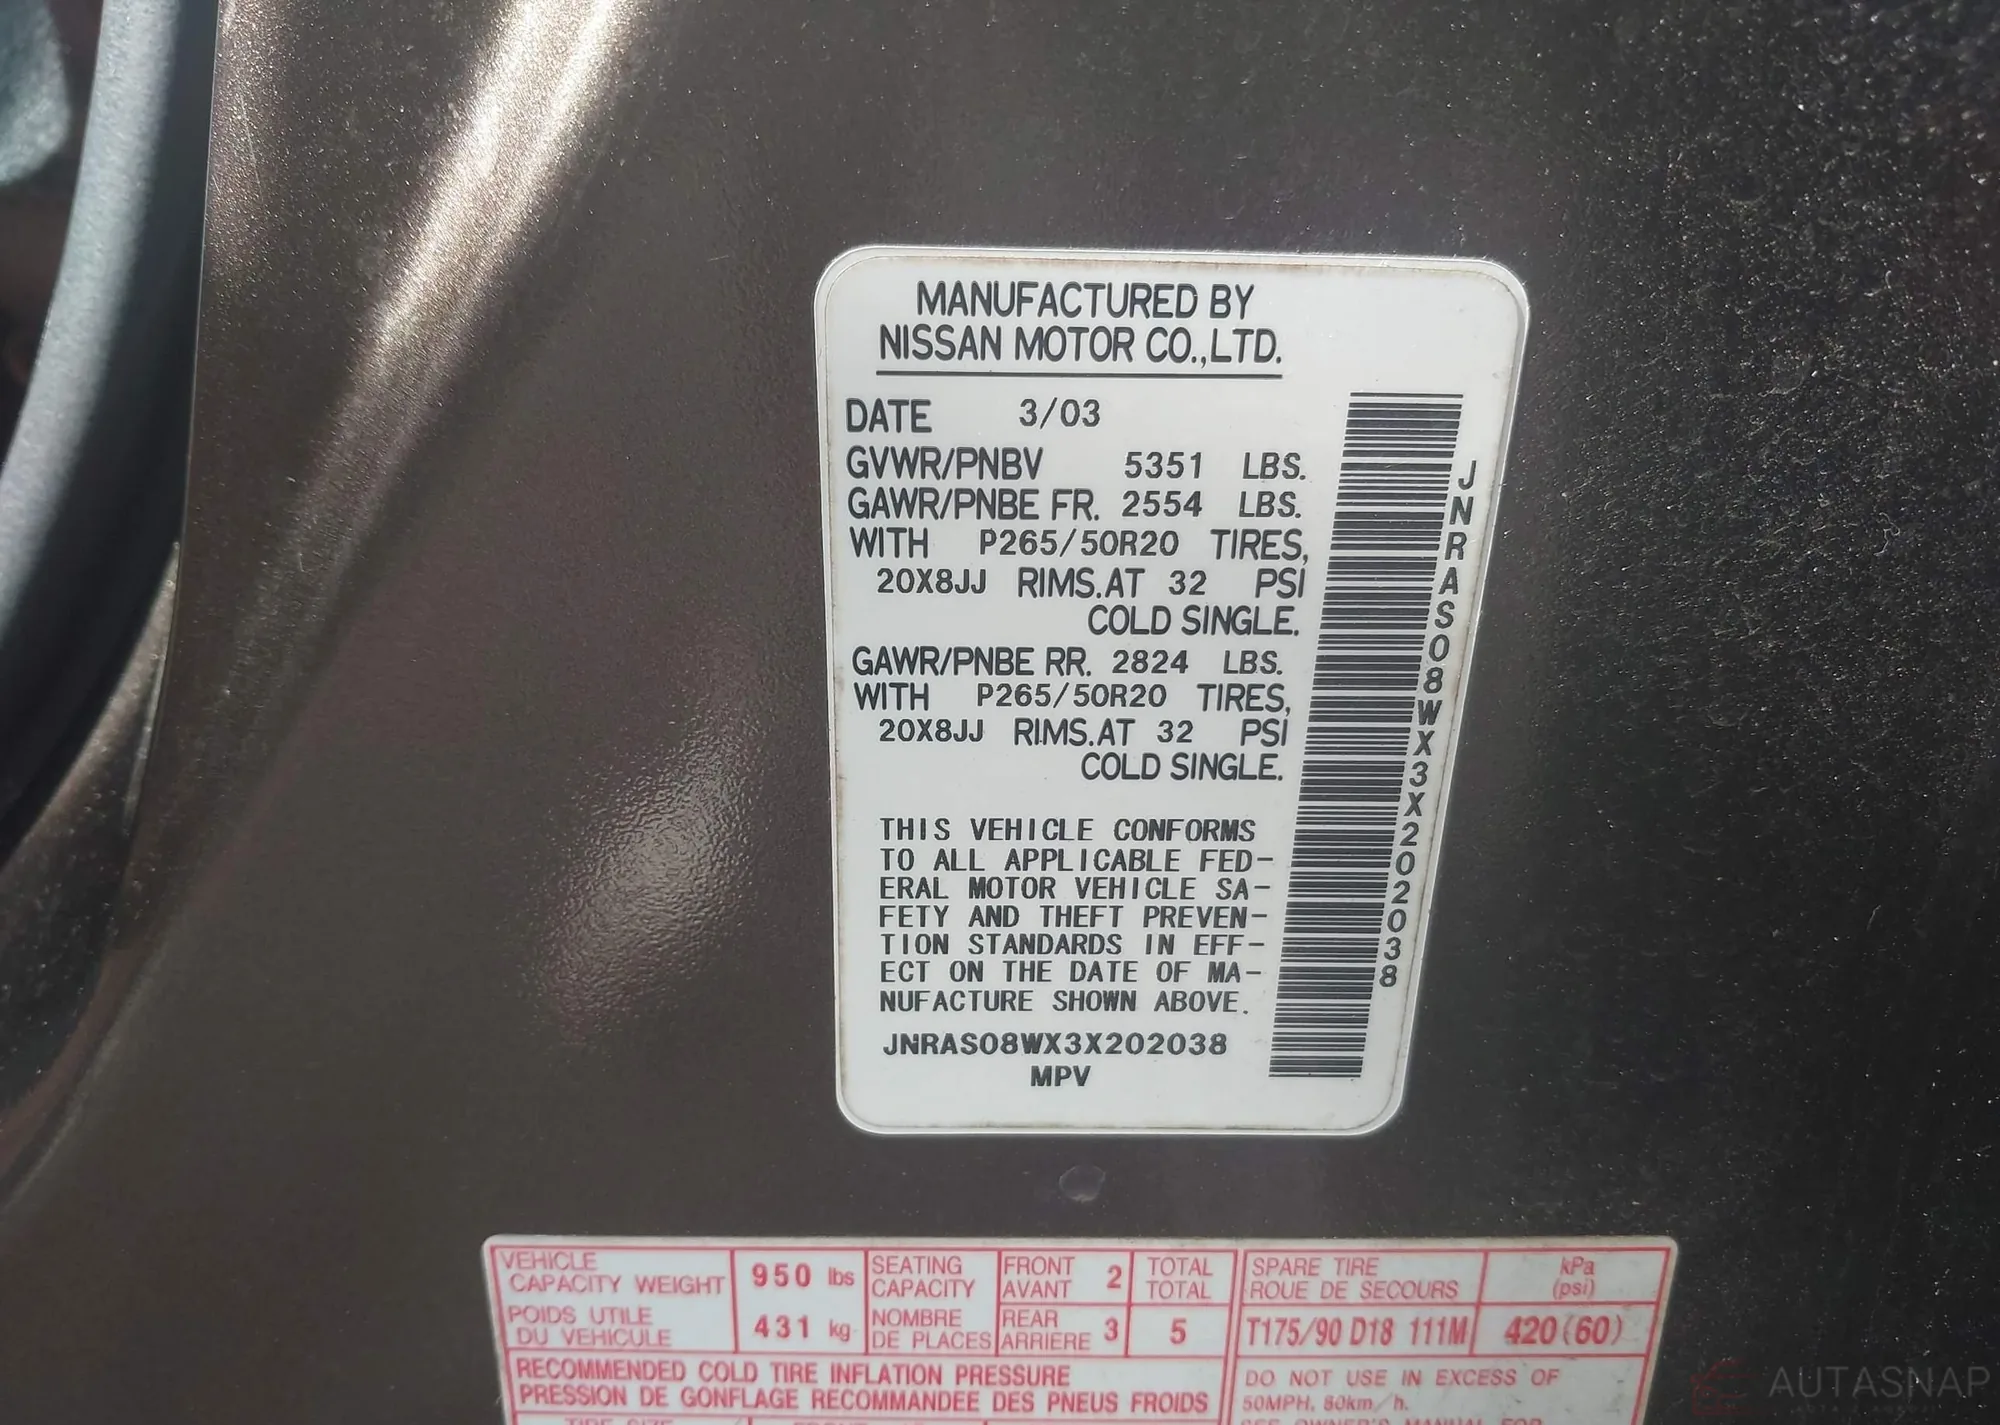 MANUFACTURED BY
NISSAN MOTOR CO.,LTD.
DATE 3/03
GVWR/PNBV 5351 LBS.
GAWR/PNBE FR. 2554 LBS.
WITH P265/50R20 TIRES,
20X8JJ RIMS.AT 32 PSI
COLD SINGLE.
GAWR/PNBE RR. 2824 LBS.
WITH P265/50R20 TIRES,
20X8JJ RIMS.AT 32 PSI
COLD SINGLE.
THIS VEHICLE CONFORMS
TO ALL APPLICABLE FED-
ERAL MOTOR VEHICLE SA-
FETY AND THEFT PREVEN-
TION STANDARDS IN EFF-
ECT ON THE DATE OF MA-
NUFACTURE SHOWN ABOVE.
JNRAS08WX3X202038
MPV
JNRAS08WX3X202038
VEHICLE
CAPACITY WEIGHT
950 lbs
POIDS UTILE
DU VEHICULE
431 kg
SEATING
CAPACITY
NOMBRE
DE PLACES
FRONT
AVANT
2
REAR
ARRIERE
3
TOTAL
TOTAL
5
SPARE TIRE
ROUE DE SECOURS
kPa
(psi)
T175/90 D18 111M
420(60)
RECOMMENDED COLD TIRE INFLATION PRESSURE
PRESSION DE GONFLAGE RECOMMANDEE DES PNEUS FROIDS
DO NOT USE IN EXCESS OF
50MPH, 80km/h.
SEE OWNER'S MANUAL FOR
TIRE SIZE
AUTASNAP